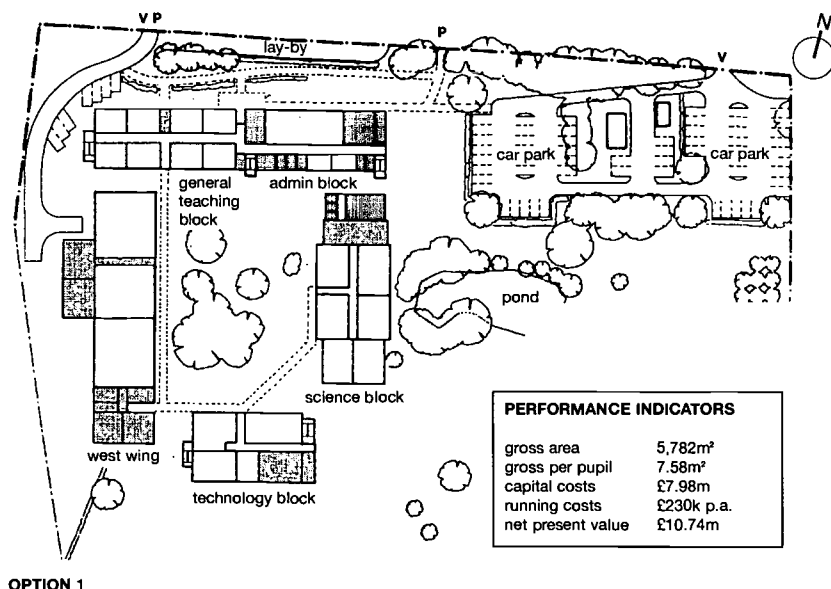 V P
P
V
N
lay-by
car park
car park
general
teaching
block
admin block
pond
science block
west wing
technology block
PERFORMANCE INDICATORS
gross area 5,782m²
gross per pupil 7.58m²
capital costs £7.98m
running costs £230k p.a.
net present value £10.74m
OPTION 1